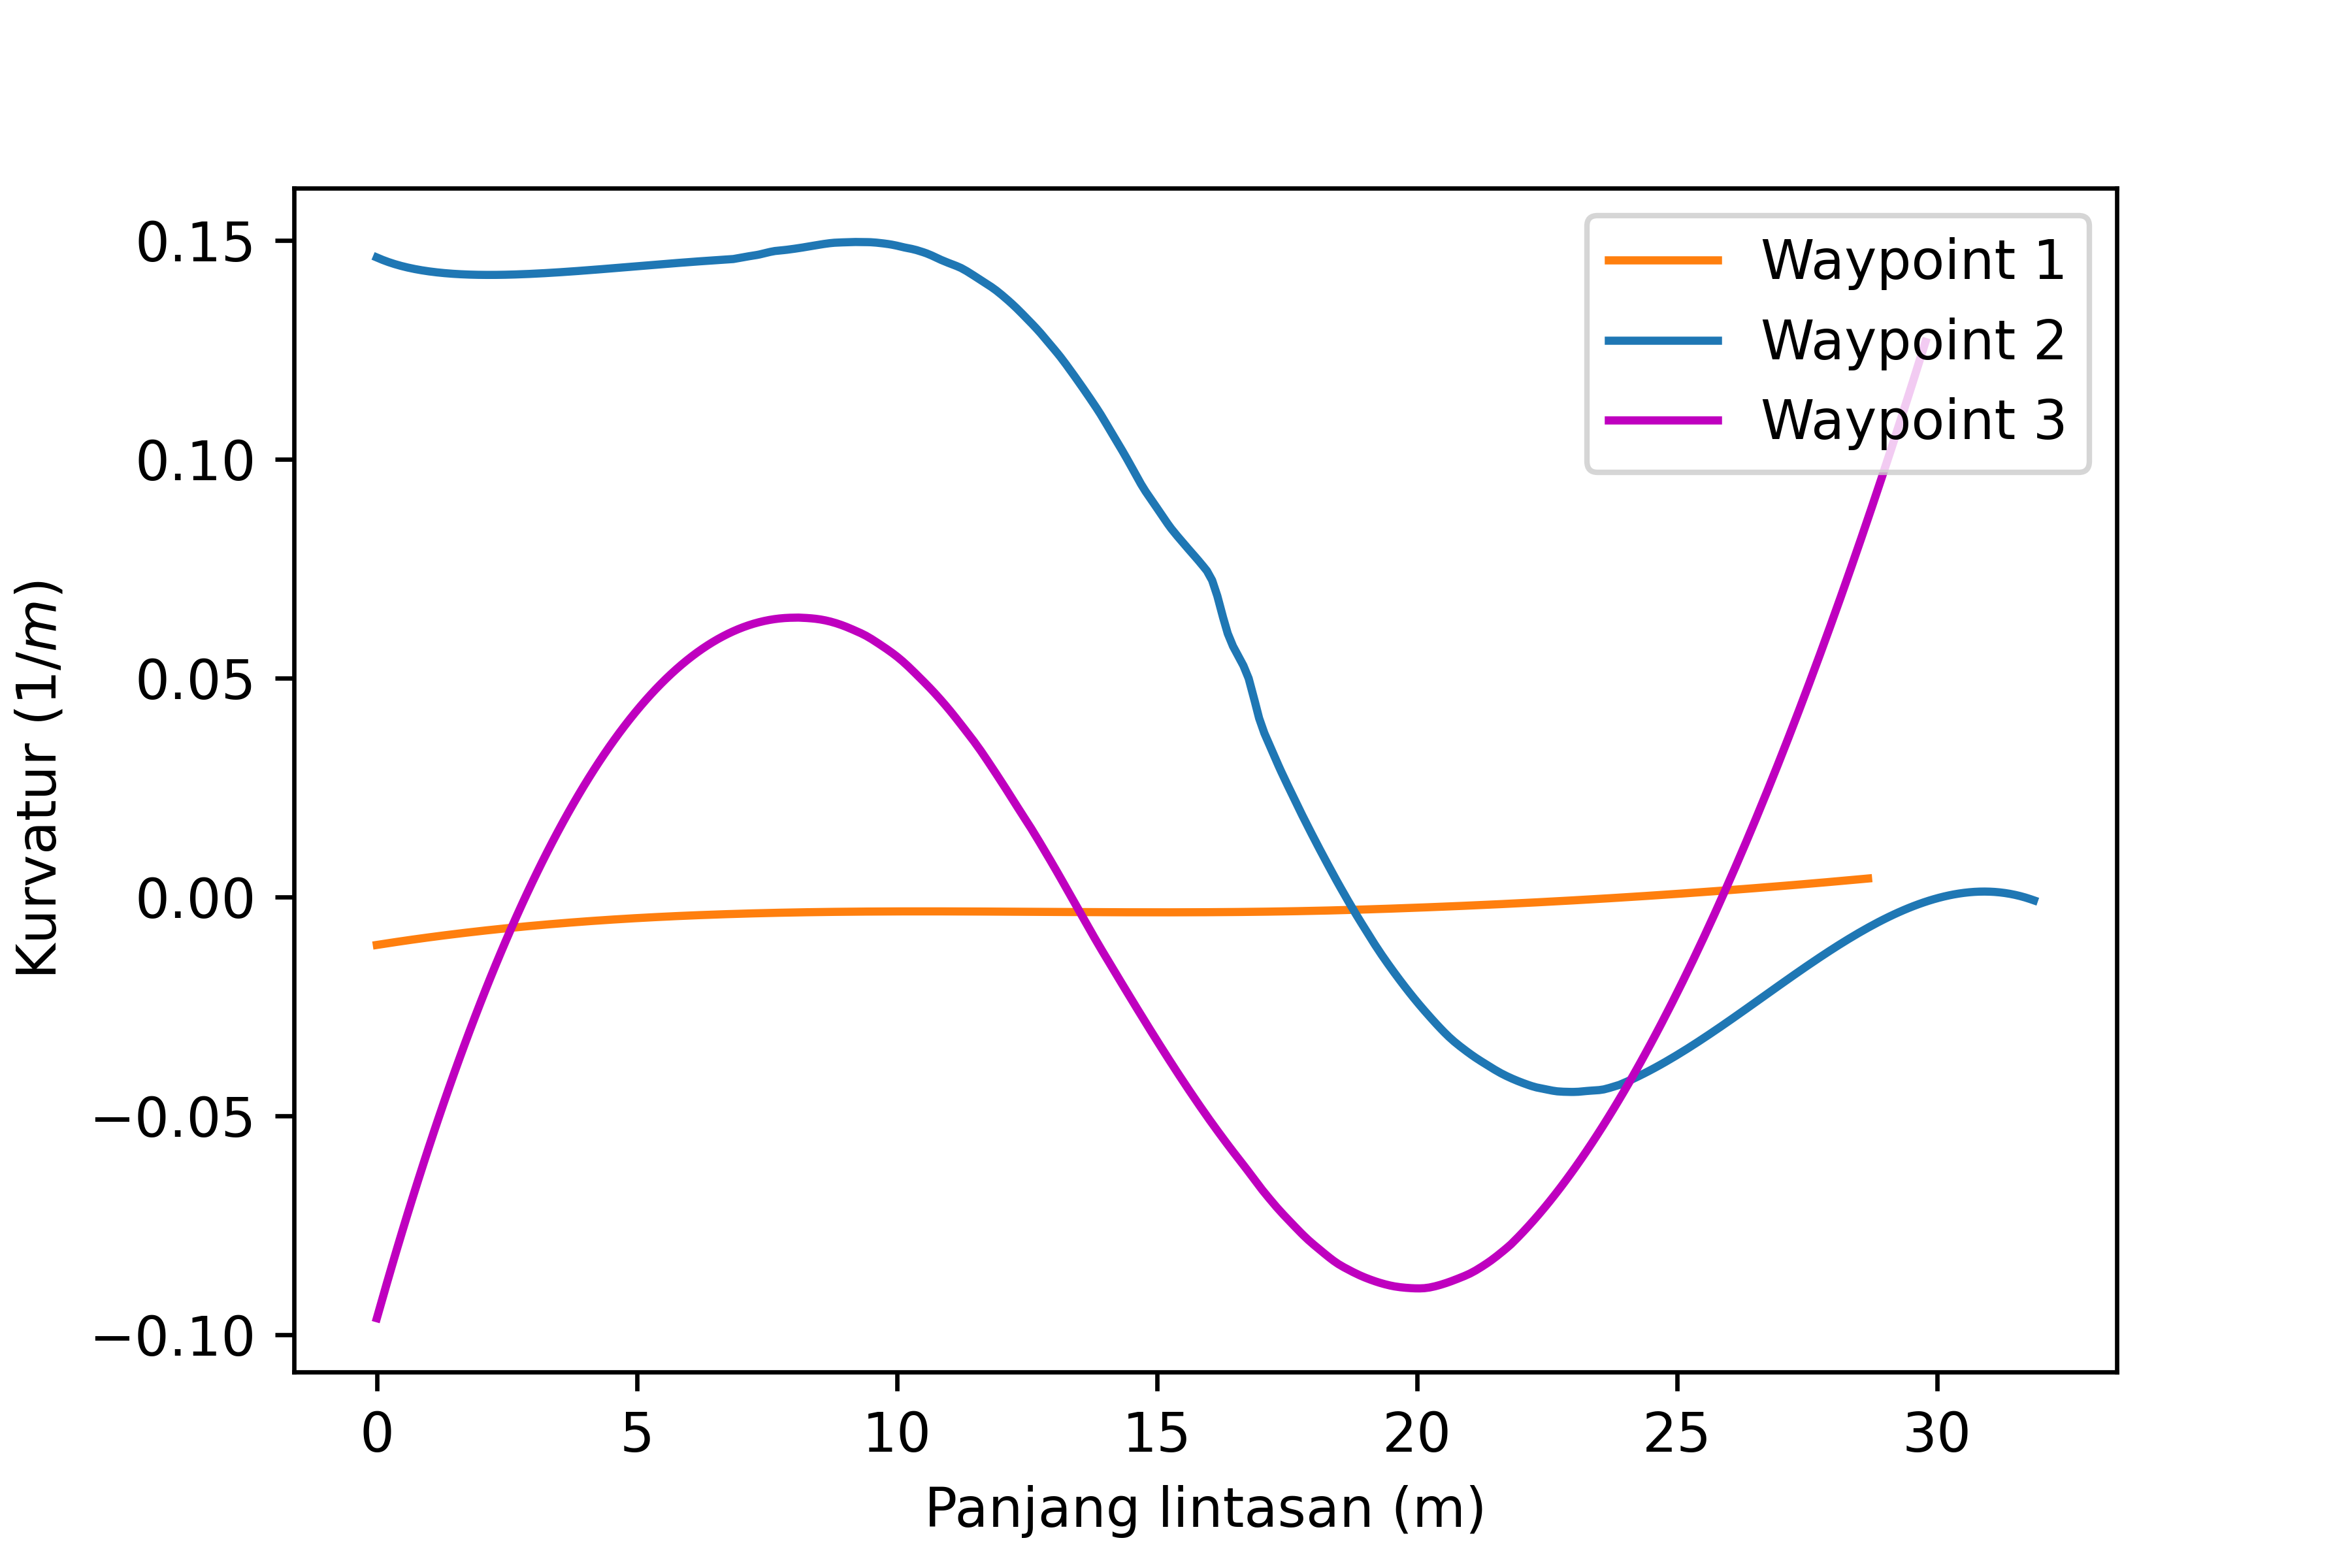 0.15
0.10
0.05
0.00
−0.05
−0.10
Kurvatur (1/m)
Waypoint 1
Waypoint 2
Waypoint 3
0 5 10 15 20 25 30
Panjang lintasan (m)